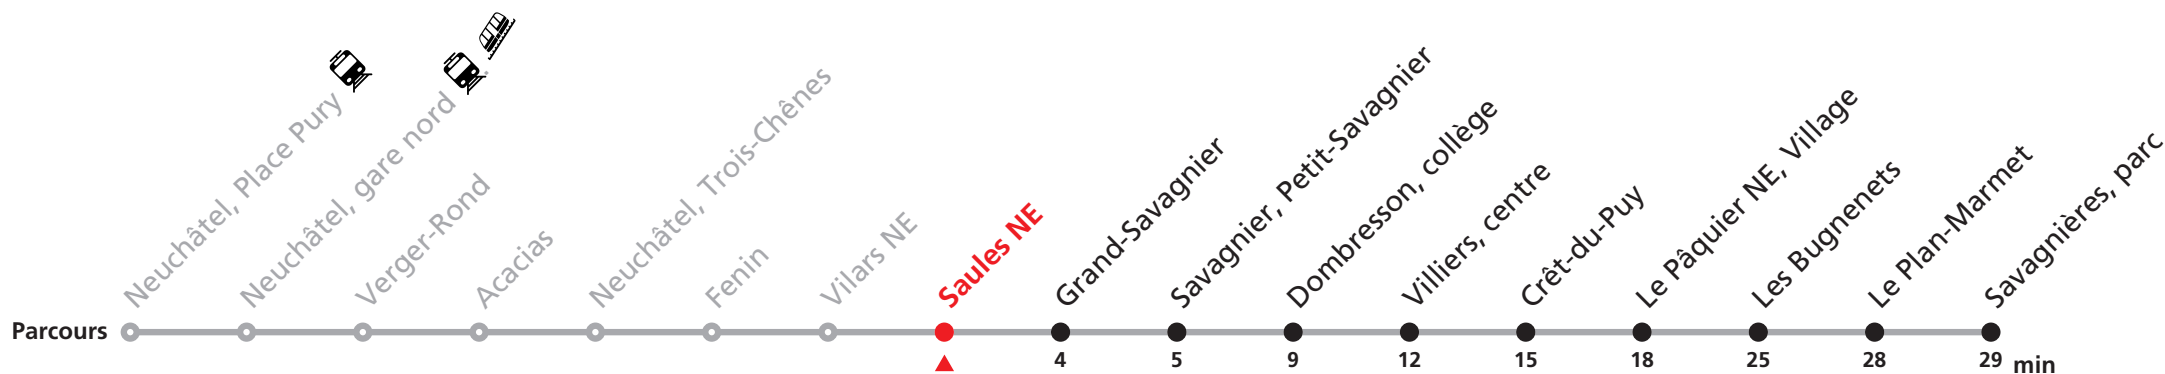 Neuchâtel, Place Pury
Neuchâtel, gare nord
Verger-Rond
Acacias
Neuchâtel, Trois-Chênes
Fenin
Vilars NE
Saules NE
Grand-Savagnier
Savagnier, Petit-Savagnier
Dombresson, collège
Villiers, centre
Crêt-du-Puy
Le Pâquier NE, Village
Les Bugnenets
Le Plan-Marmet
Savagnières, parc
Parcours
4 5 9 12 15 18 25 28 29 min